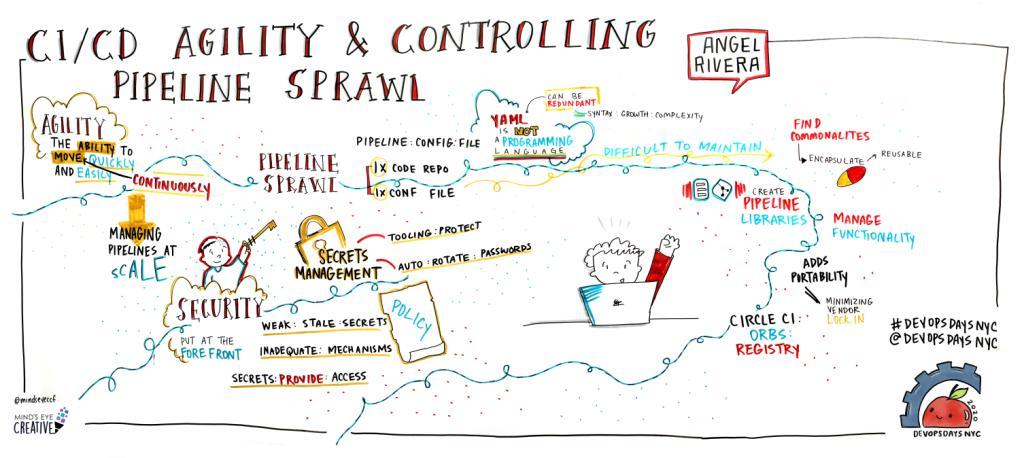 CI/CD AGILITY & CONTROLLING
PIPELINE SPRAWL
ANGEL
RIVERA
AGILITY
THE ABILITY TO
MOVE QUICKLY
AND EASILY
CONTINUOUSLY
MANAGING
PIPELINES AT
SCALE
PIPELINE
SPRAWL
PIPELINE:CONFIG:FILE
1X CODE REPO
1X CONF FILE
YAML
IS NOT
A PROGRAMMING
LANGUAGE
CAN BE
REDUNDANT
SYNTAX: GROWTH: COMPLEXITY
DIFFICULT TO MAINTAIN
FIND
COMMONALITES
ENCAPSULATE
REUSABLE
CREATE
PIPELINE
LIBRARIES
MANAGE
FUNCTIONALITY
ADDS
PORTABILITY
MINIMIZING
VENDOR
LOCK IN
CIRCLE CI:
ORBS:
REGISTRY
SECRETS
MANAGEMENT
TOOLING: PROTECT
AUTO: ROTATE: PASSWORDS
SECURITY
PUT AT THE
FOREFRONT
WEAK: STALE: SECRETS
INADEQUATE: MECHANISMS
SECRETS: PROVIDE: ACCESS
POLICY
#DEVOPSDAYSNYC
@DEVOPSDAYSNYC
2020
DEVOPSDAYS NYC
@mindseyeccf
MIND'S EYE
CREATIVE